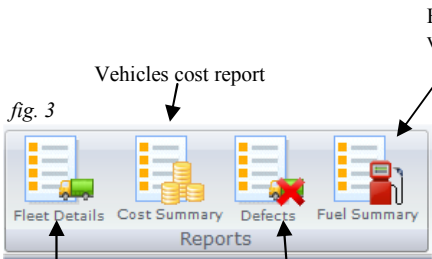 Vehicles cost report
fig. 3
Fleet Details Cost Summary Defects Fuel Summary
Reports